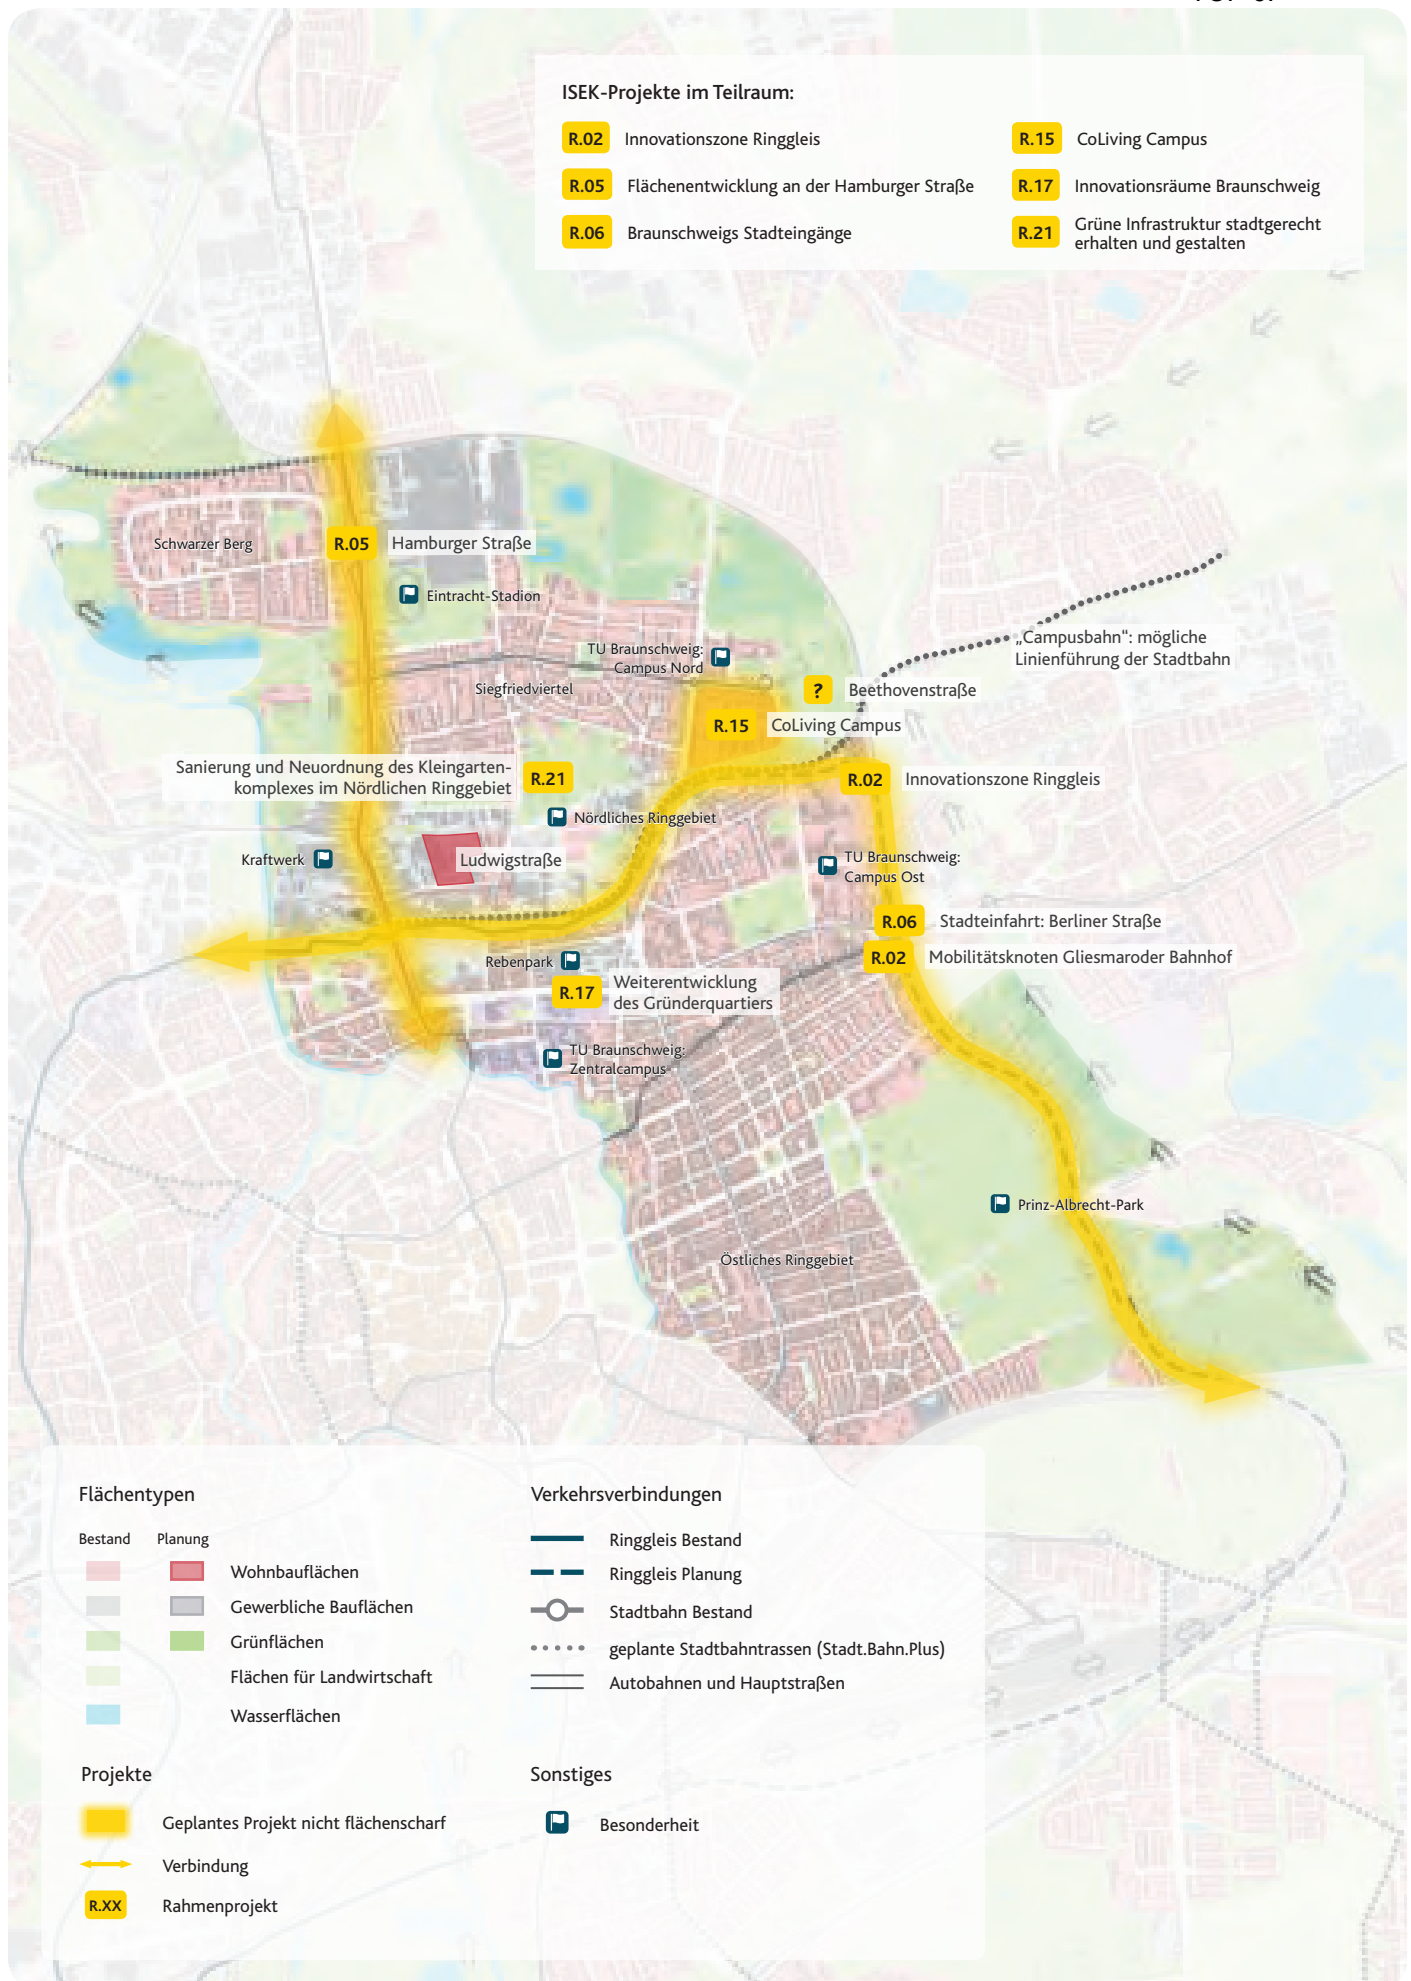 ISEK-Projekte im Teilraum:
R.02 Innovationszone Ringgleis
R.05 Flächenentwicklung an der Hamburger Straße
R.06 Braunschweigs Stadteingänge
R.15 CoLiving Campus
R.17 Innovationsräume Braunschweig
R.21 Grüne Infrastruktur stadtgerecht
erhalten und gestalten
Schwarzer Berg
R.05 Hamburger Straße
Eintracht-Stadion
„Campusbahn“: mögliche
Linienführung der Stadtbahn
TU Braunschweig:
Campus Nord
Siegfriedviertel
? Beethovenstraße
R.15 CoLiving Campus
Sanierung und Neuordnung des Kleingarten-
komplexes im Nördlichen Ringgebiet
R.21
R.02 Innovationszone Ringgleis
Nördliches Ringgebiet
Kraftwerk
Ludwigstraße
TU Braunschweig:
Campus Ost
R.06 Stadteinfahrt: Berliner Straße
R.02 Mobilitätsknoten Gliesmaroder Bahnhof
Rebenpark
R.17 Weiterentwicklung
des Gründerquartiers
TU Braunschweig:
Zentralcampus
Prinz-Albrecht-Park
Östliches Ringgebiet
Flächentypen
Bestand Planung
Wohnbauflächen
Gewerbliche Bauflächen
Grünflächen
Flächen für Landwirtschaft
Wasserflächen
Projekte
Geplantes Projekt nicht flächenscharf
Verbindung
R.XX Rahmenprojekt
Verkehrsverbindungen
Ringgleis Bestand
Ringgleis Planung
Stadtbahn Bestand
geplante Stadtbahntrassen (Stadt.Bahn.Plus)
Autobahnen und Hauptstraßen
Sonstiges
Besonderheit